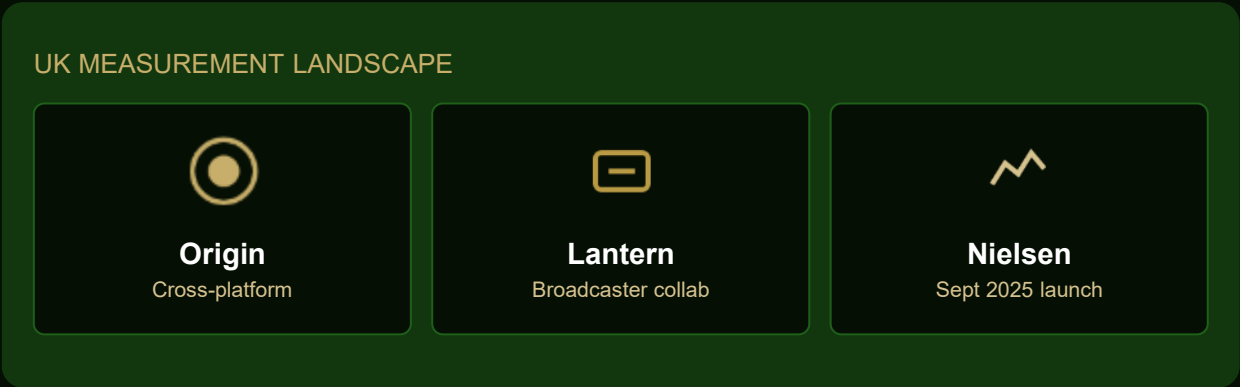 UK MEASUREMENT LANDSCAPE
Origin
Cross-platform
Lantern
Broadcaster collab
Nielsen
Sept 2025 launch